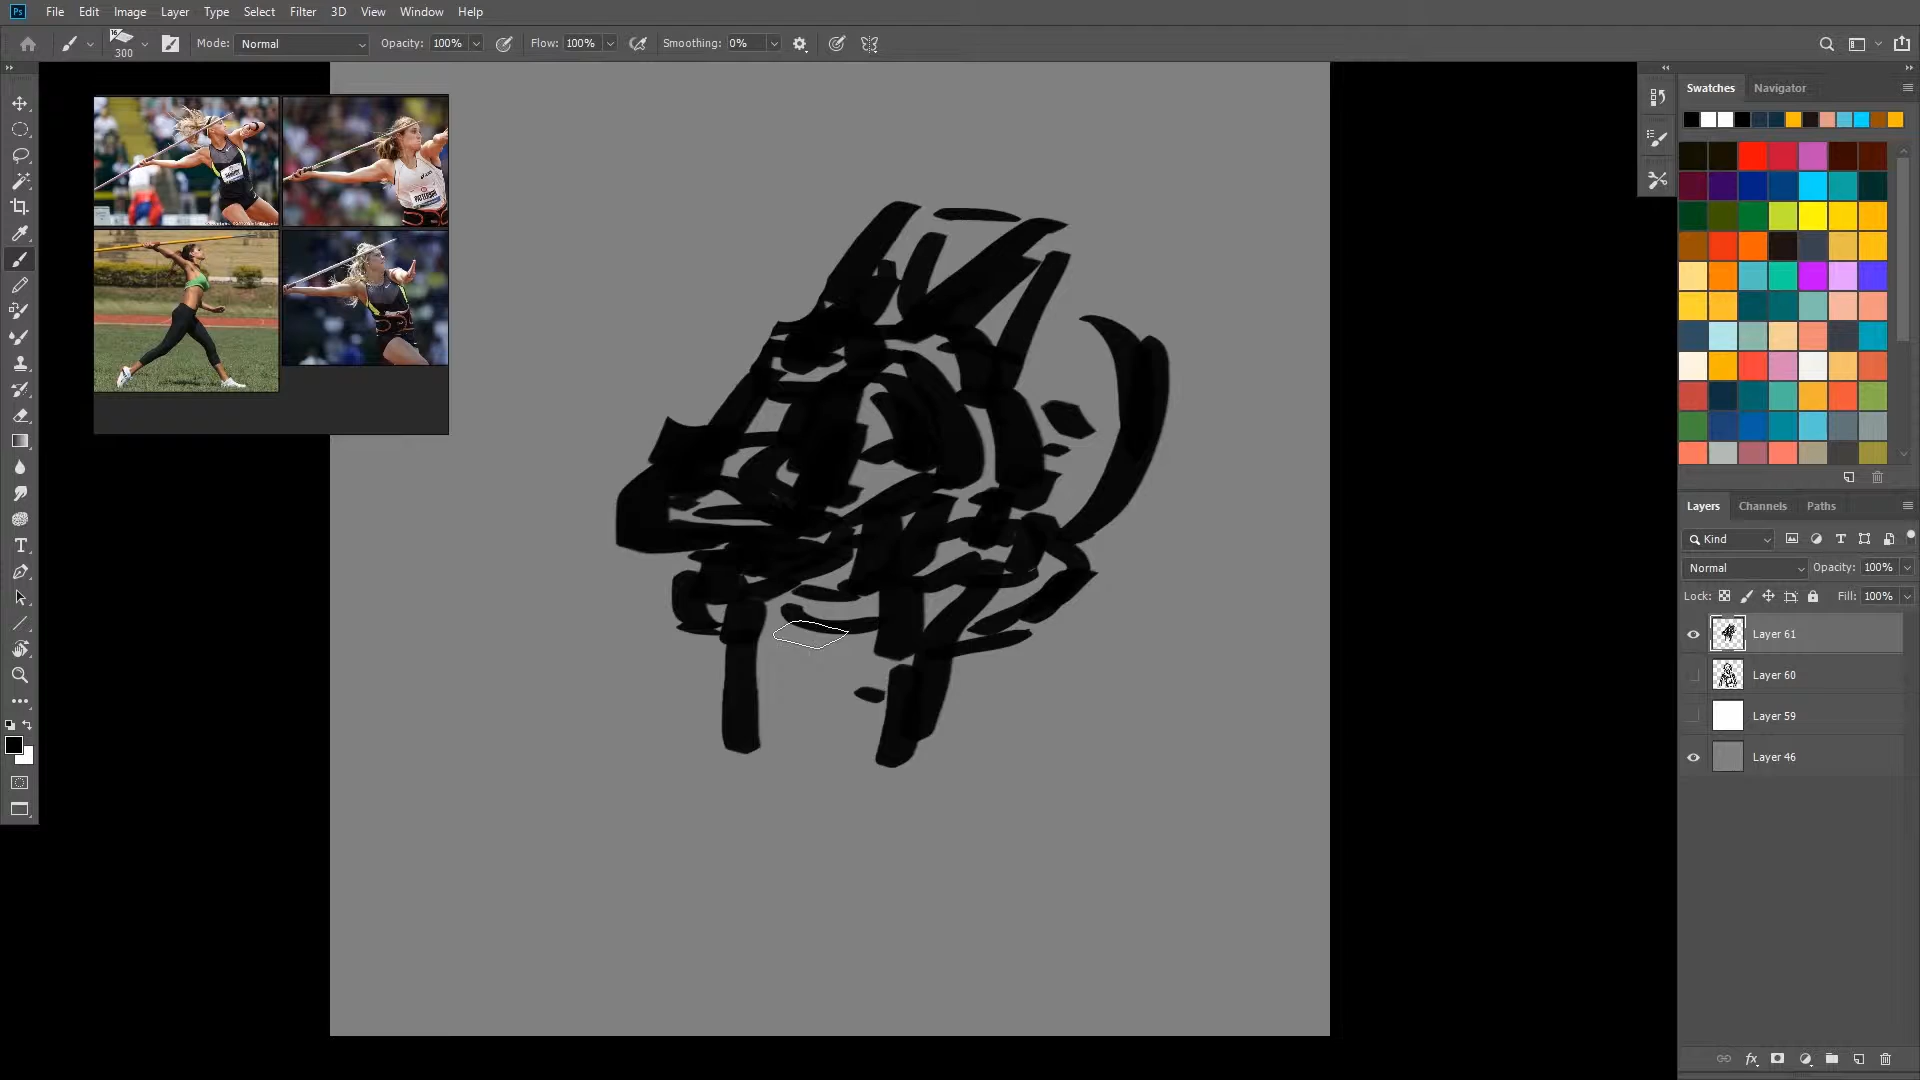 Ps File Edit Image Layer Type Select Filter 3D View Window Help
300 Mode: Normal Opacity: 100% Flow: 100% Smoothing: 0%
Swatches Navigator
Layers Channels Paths
Kind
Normal Opacity: 100%
Lock: Fill: 100%
Layer 61
Layer 60
Layer 59
Layer 46
fx